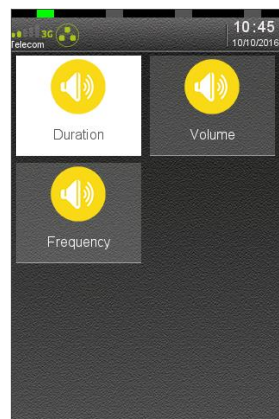 3G
10:45
Telecom
10/10/2016
Duration
Volume
Frequency